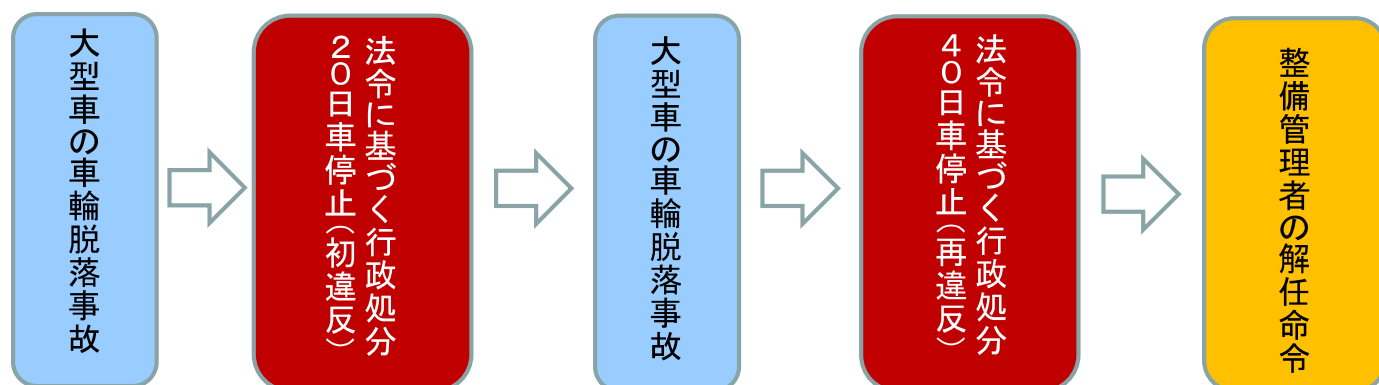 大型車の車輪脱落事故
法令に基づく行政処分
２０日車停止（初違反）
大型車の車輪脱落事故
法令に基づく行政処分
４０日車停止（再違反）
整備管理者の解任命令